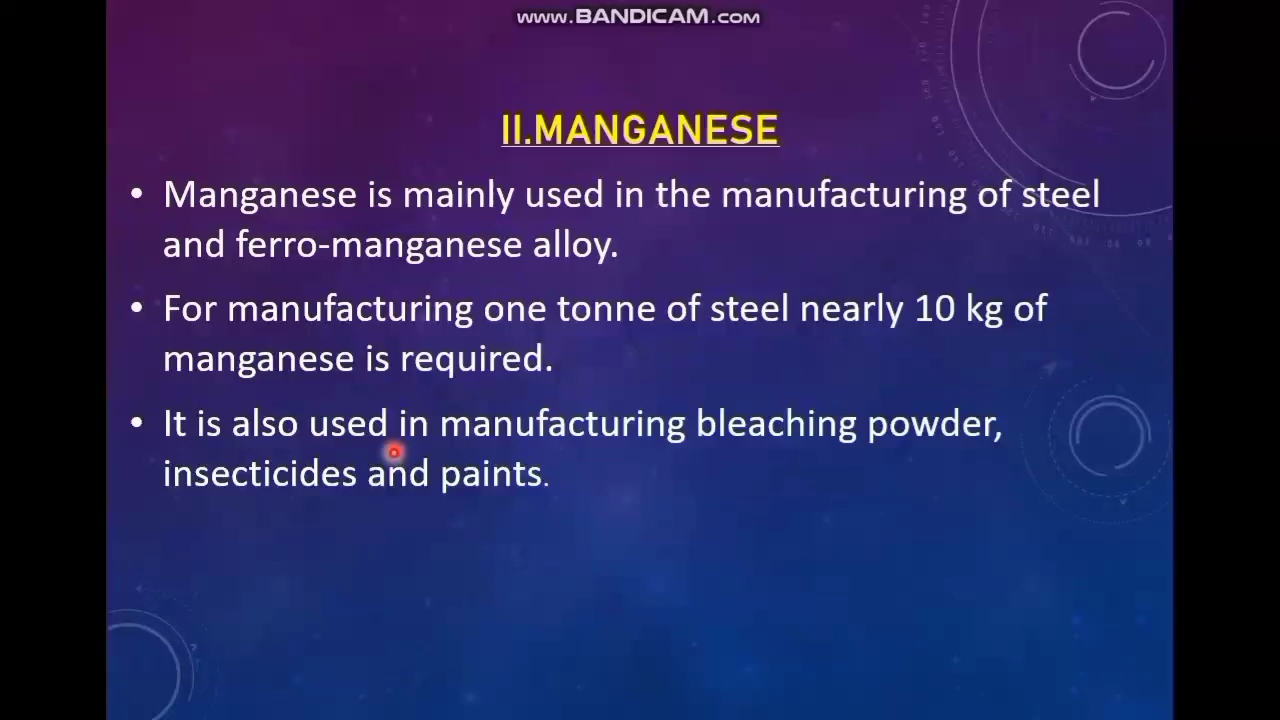 www.BANDICAM.com
II.MANGANESE
• Manganese is mainly used in the manufacturing of steel
and ferro-manganese alloy.
• For manufacturing one tonne of steel nearly 10 kg of
manganese is required.
• It is also used in manufacturing bleaching powder,
insecticides and paints.